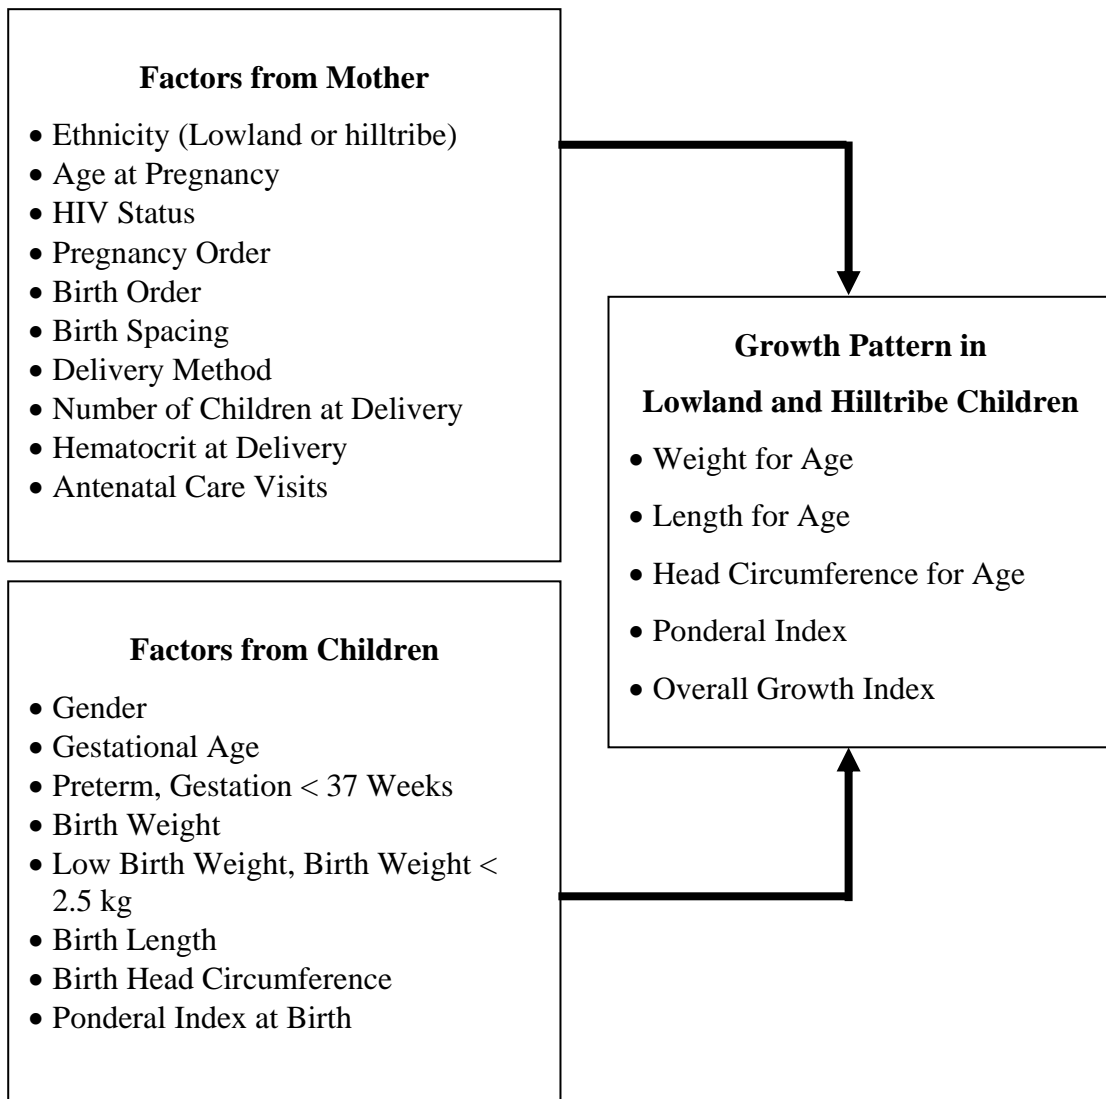 Factors from Mother
• Ethnicity (Lowland or hilltribe)
• Age at Pregnancy
• HIV Status
• Pregnancy Order
• Birth Order
• Birth Spacing
• Delivery Method
• Number of Children at Delivery
• Hematocrit at Delivery
• Antenatal Care Visits
Factors from Children
• Gender
• Gestational Age
• Preterm, Gestation < 37 Weeks
• Birth Weight
• Low Birth Weight, Birth Weight <
2.5 kg
• Birth Length
• Birth Head Circumference
• Ponderal Index at Birth
Growth Pattern in
Lowland and Hilltribe Children
• Weight for Age
• Length for Age
• Head Circumference for Age
• Ponderal Index
• Overall Growth Index